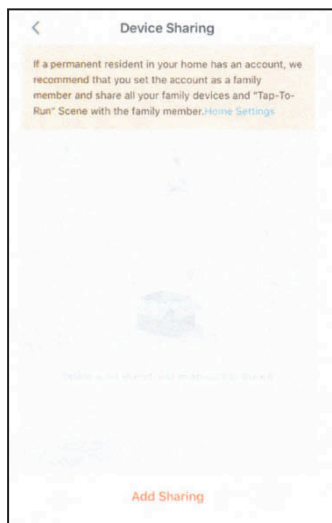 Device Sharing
If a permanent resident in your home has an account, we
recommend that you set the account as a family
member and share all your family devices and "Tap-To-
Run" Scene with the family member.Home Settings
Add Sharing